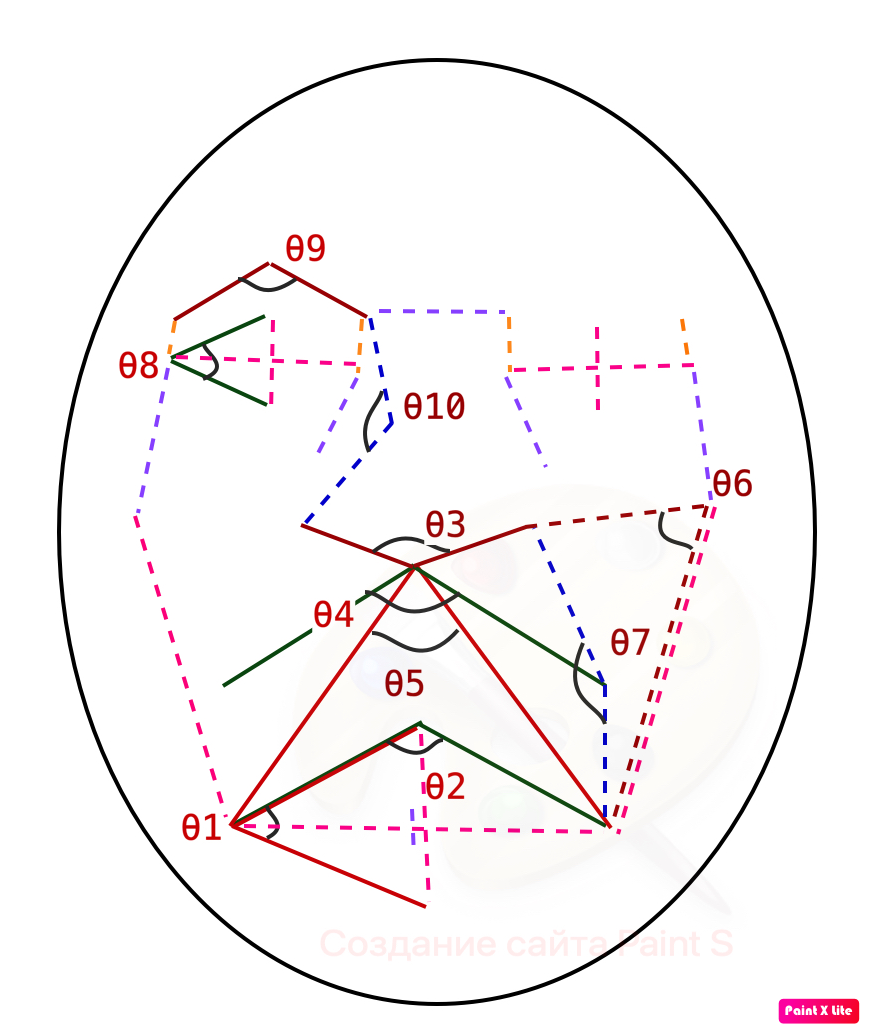 θ9
θ8
θ10
θ6
θ3
θ4
θ7
θ5
θ2
θ1
Создание сайта Paint S
Paint X Lite